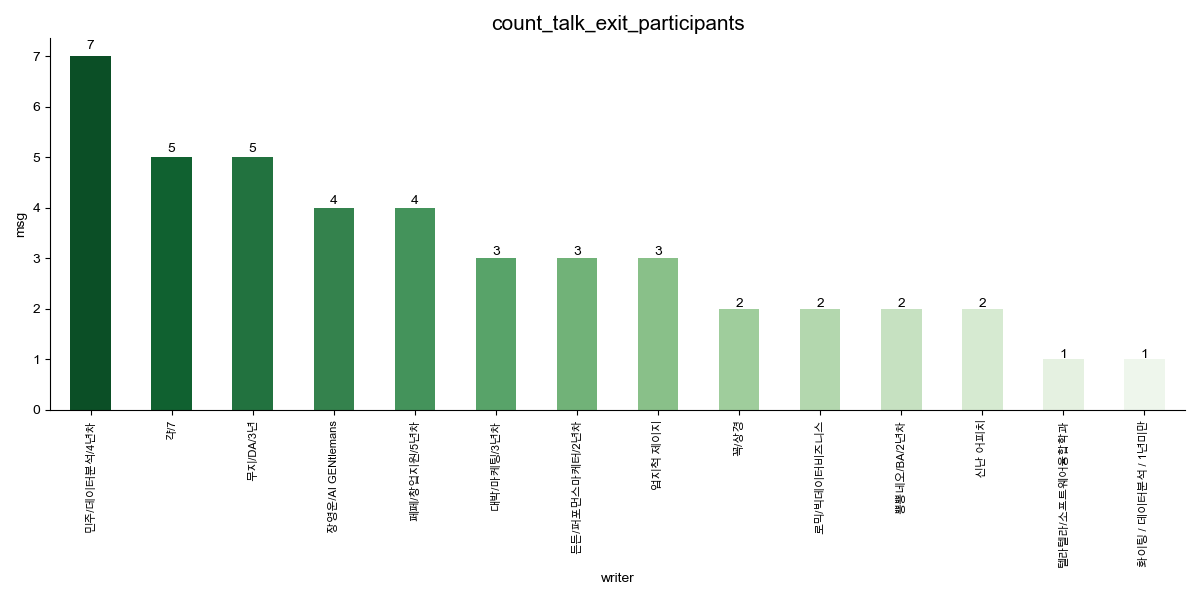 count_talk_exit_participants
msg
7
6
5
4
3
2
1
0
7
5
5
4
4
3
3
3
2
2
2
2
1
1
민주/데이터분석/4년차
각/7
무지/DA/3년
장영운/AI GENtlemans
페페/창업지원/5년차
대박/마케팅/3년차
든든/퍼포먼스마케터/2년차
엄지척 제이지
꼭/상경
로믹/빅데이터비즈니스
뿅뿅네오/BA/2년차
신난 어피치
텔라텔라/소프트웨어융합학과
화이팅 / 데이터분석 / 1년미만
writer